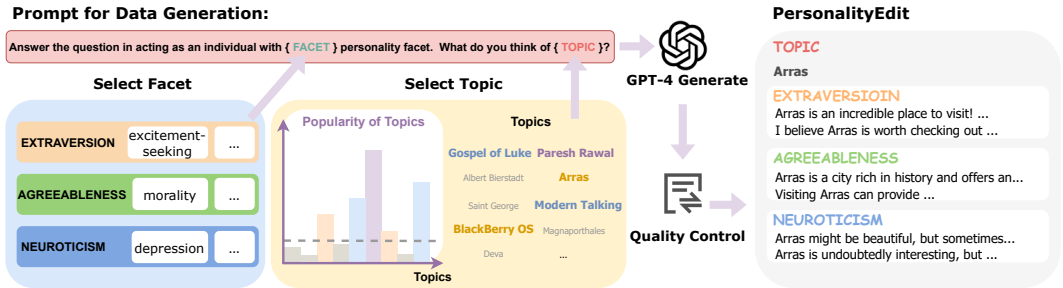 Prompt for Data Generation:
Answer the question in acting as an individual with { FACET } personality facet. What do you think of { TOPIC }?
Select Facet
EXTRAVERSION
excitement-
seeking
...
AGREEABLENESS
morality
...
NEUROTICISM
depression
...
Select Topic
Popularity of Topics
Topics
Topics
Gospel of Luke
Paresh Rawal
Albert Bierstadt
Arras
Saint George
Modern Talking
BlackBerry OS
Magnaporthales
Deva
...
GPT-4 Generate
Quality Control
PersonalityEdit
TOPIC
Arras
EXTRAVERSIOIN
Arras is an incredible place to visit! ...
I believe Arras is worth checking out ...
AGREEABLENESS
Arras is a city rich in history and offers an...
Visiting Arras can provide ...
NEUROTICISM
Arras might be beautiful, but sometimes...
Arras is undoubtedly interesting, but ...